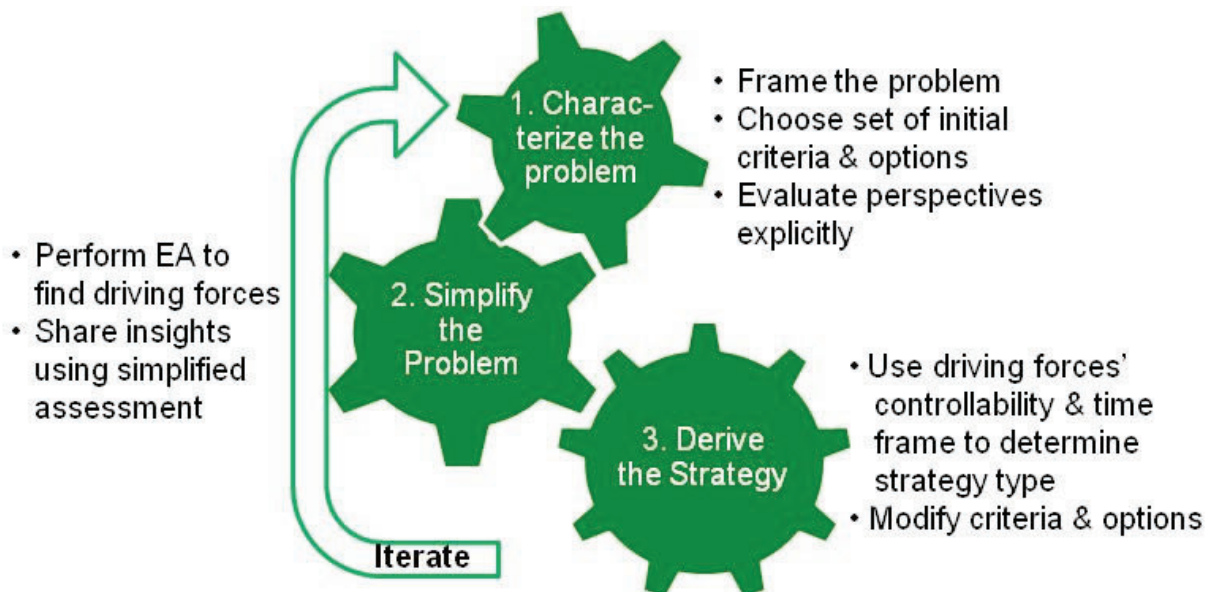 1. Charac-
terize the
problem
• Frame the problem
• Choose set of initial
criteria & options
• Evaluate perspectives
explicitly
2. Simplify
the
Problem
• Perform EA to
find driving forces
• Share insights
using simplified
assessment
3. Derive
the Strategy
• Use driving forces'
controllability & time
frame to determine
strategy type
• Modify criteria & options
Iterate